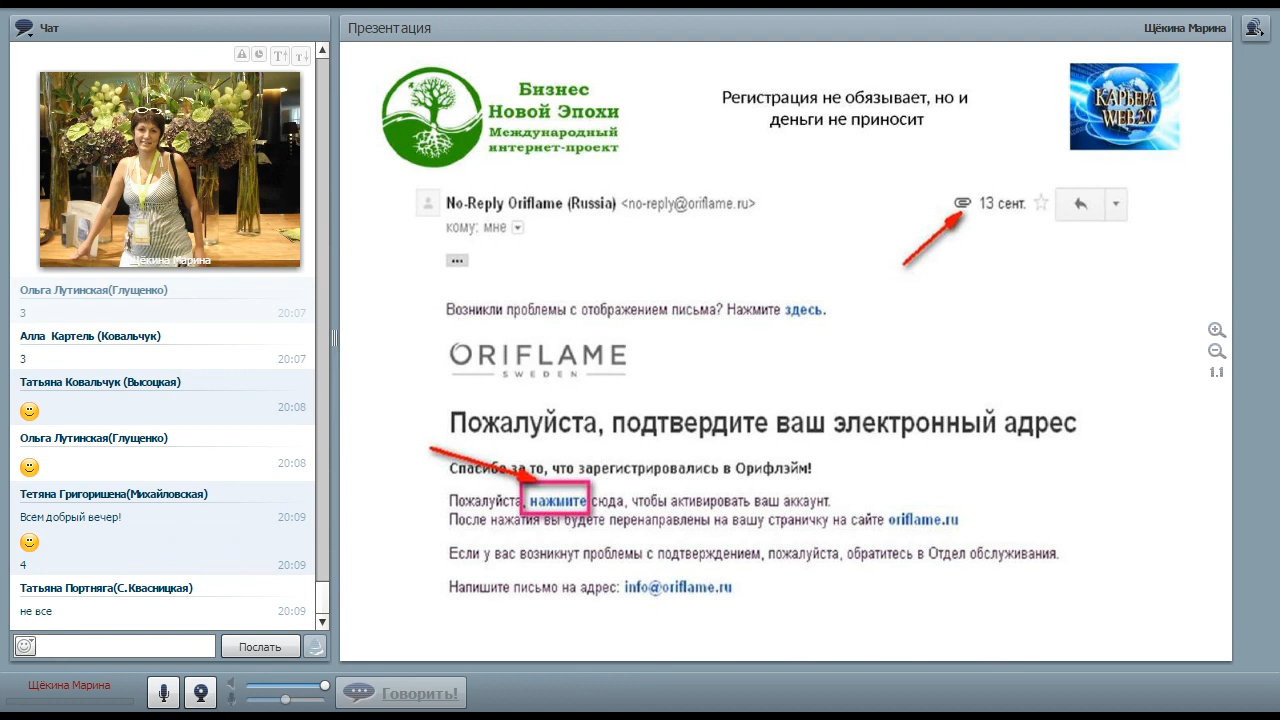 Чат
Щёкина Марина
Ольга Лутинская(Глущенко)
3
20:07
Алла Картель (Ковальчук)
3
20:07
Татьяна Ковальчук (Высоцкая)
20:08
Ольга Лутинская(Глущенко)
20:08
Тетяна Григоришена(Михайловская)
Всем добрый вечер!
20:09
4
20:09
Татьяна Портняга(С.Квасницкая)
не все
20:09
Послать
Щёкина Марина
Говорить!
Презентация
Щёкина Марина
Бизнес
Новой Эпохи
Международный
интернет-проект
Регистрация не обязывает, но и
деньги не приносит
КАРЬЕРА
WEB 2.0
No-Reply Oriflame (Russia) <no-reply@oriflame.ru>
13 сент.
кому: мне
Возникли проблемы с отображением письма? Нажмите здесь.
ORIFLAME
SWEDEN
Пожалуйста, подтвердите ваш электронный адрес
Спасибо за то, что зарегистрировались в Орифлэйм!
Пожалуйста, нажмите сюда, чтобы активировать ваш аккаунт.
После нажатия вы будете перенаправлены на вашу страничку на сайте oriflame.ru
Если у вас возникнут проблемы с подтверждением, пожалуйста, обратитесь в Отдел обслуживания.
Напишите письмо на адрес: info@oriflame.ru
1:1